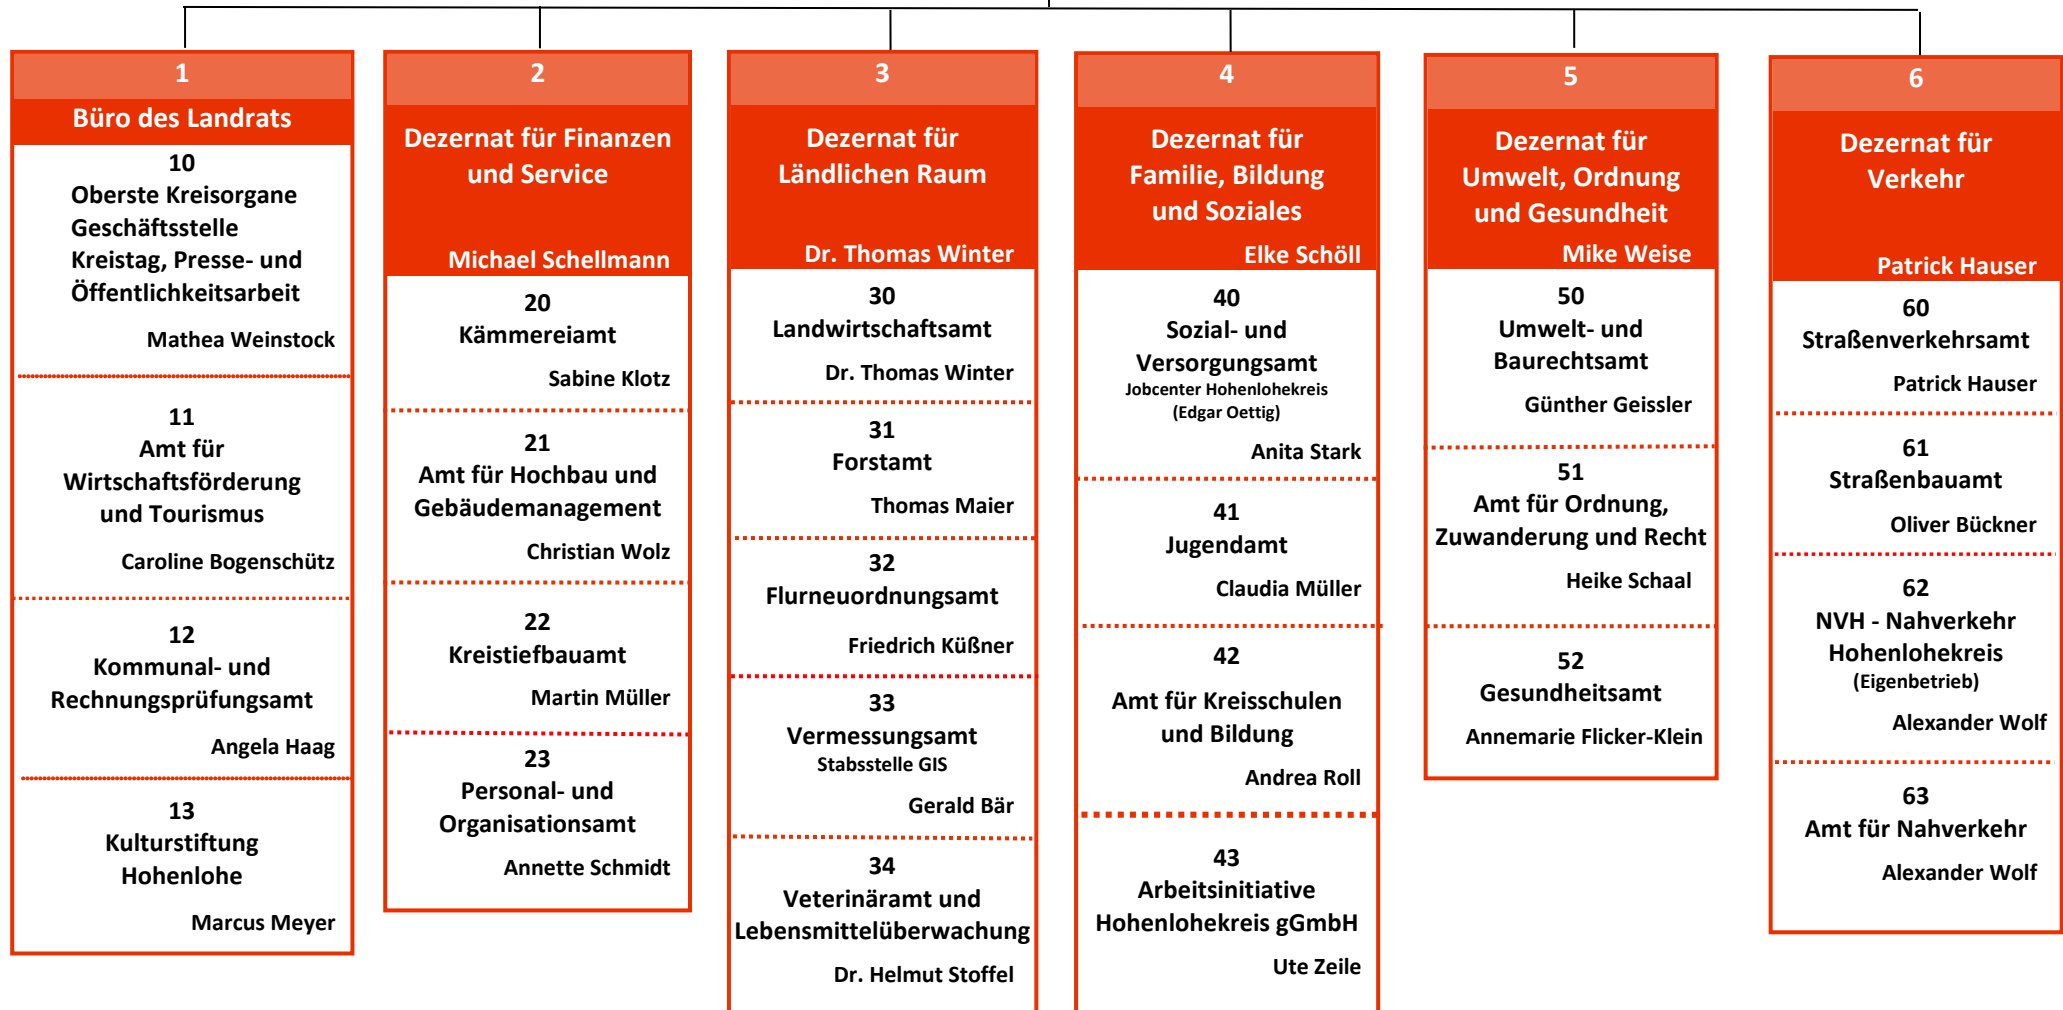 1
Büro des Landrats
10
Oberste Kreisorgane
Geschäftsstelle
Kreistag, Presse- und
Öffentlichkeitsarbeit
Mathea Weinstock
11
Amt für
Wirtschaftsförderung
und Tourismus
Caroline Bogenschütz
12
Kommunal- und
Rechnungsprüfungsamt
Angela Haag
13
Kulturstiftung
Hohenlohe
Marcus Meyer
2
Dezernat für Finanzen
und Service
Michael Schellmann
20
Kämmereiamt
Sabine Klotz
21
Amt für Hochbau und
Gebäudemanagement
Christian Wolz
22
Kreistiefbauamt
Martin Müller
23
Personal- und
Organisationsamt
Annette Schmidt
3
Dezernat für
Ländlichen Raum
Dr. Thomas Winter
30
Landwirtschaftsamt
Dr. Thomas Winter
31
Forstamt
Thomas Maier
32
Flurneuordnungsamt
Friedrich Küßner
33
Vermessungsamt
Stabsstelle GIS
Gerald Bär
34
Veterinäramt und
Lebensmittelüberwachung
Dr. Helmut Stoffel
4
Dezernat für
Familie, Bildung
und Soziales
Elke Schöll
40
Sozial- und
Versorgungsamt
Jobcenter Hohenlohekreis
(Edgar Oettig)
Anita Stark
41
Jugendamt
Claudia Müller
42
Amt für Kreisschulen
und Bildung
Andrea Roll
43
Arbeitsinitiative
Hohenlohekreis gGmbH
Ute Zeile
5
Dezernat für
Umwelt, Ordnung
und Gesundheit
Mike Weise
50
Umwelt- und
Baurechtsamt
Günther Geissler
51
Amt für Ordnung,
Zuwanderung und Recht
Heike Schaal
52
Gesundheitsamt
Annemarie Flicker-Klein
6
Dezernat für
Verkehr
Patrick Hauser
60
Straßenverkehrsamt
Patrick Hauser
61
Straßenbauamt
Oliver Bückner
62
NVH - Nahverkehr
Hohenlohekreis
(Eigenbetrieb)
Alexander Wolf
63
Amt für Nahverkehr
Alexander Wolf